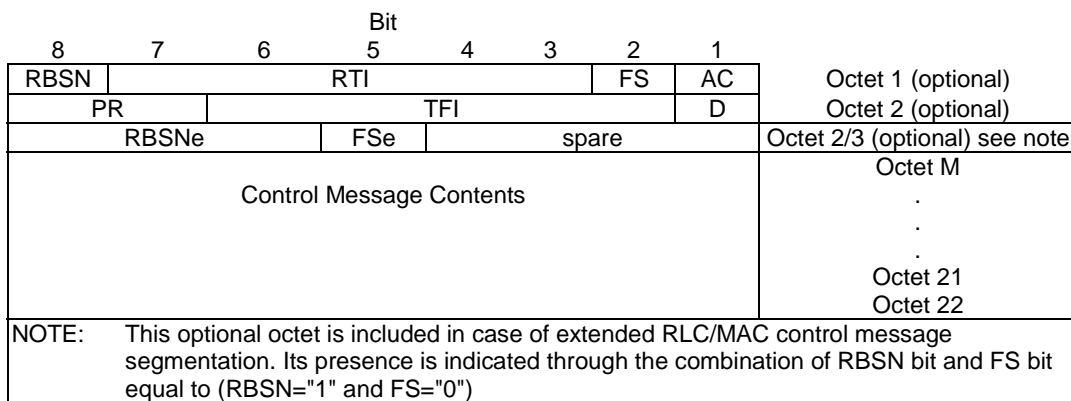 Bit
8 7 6 5 4 3 2 1
RBSN RTI FS AC Octet 1 (optional)
PR TFI D Octet 2 (optional)
RBSNe FSe spare Octet 2/3 (optional) see note
Octet M
Control Message Contents .
.
.
Octet 21
Octet 22
NOTE: This optional octet is included in case of extended RLC/MAC control message
segmentation. Its presence is indicated through the combination of RBSN bit and FS bit
equal to (RBSN="1" and FS="0")